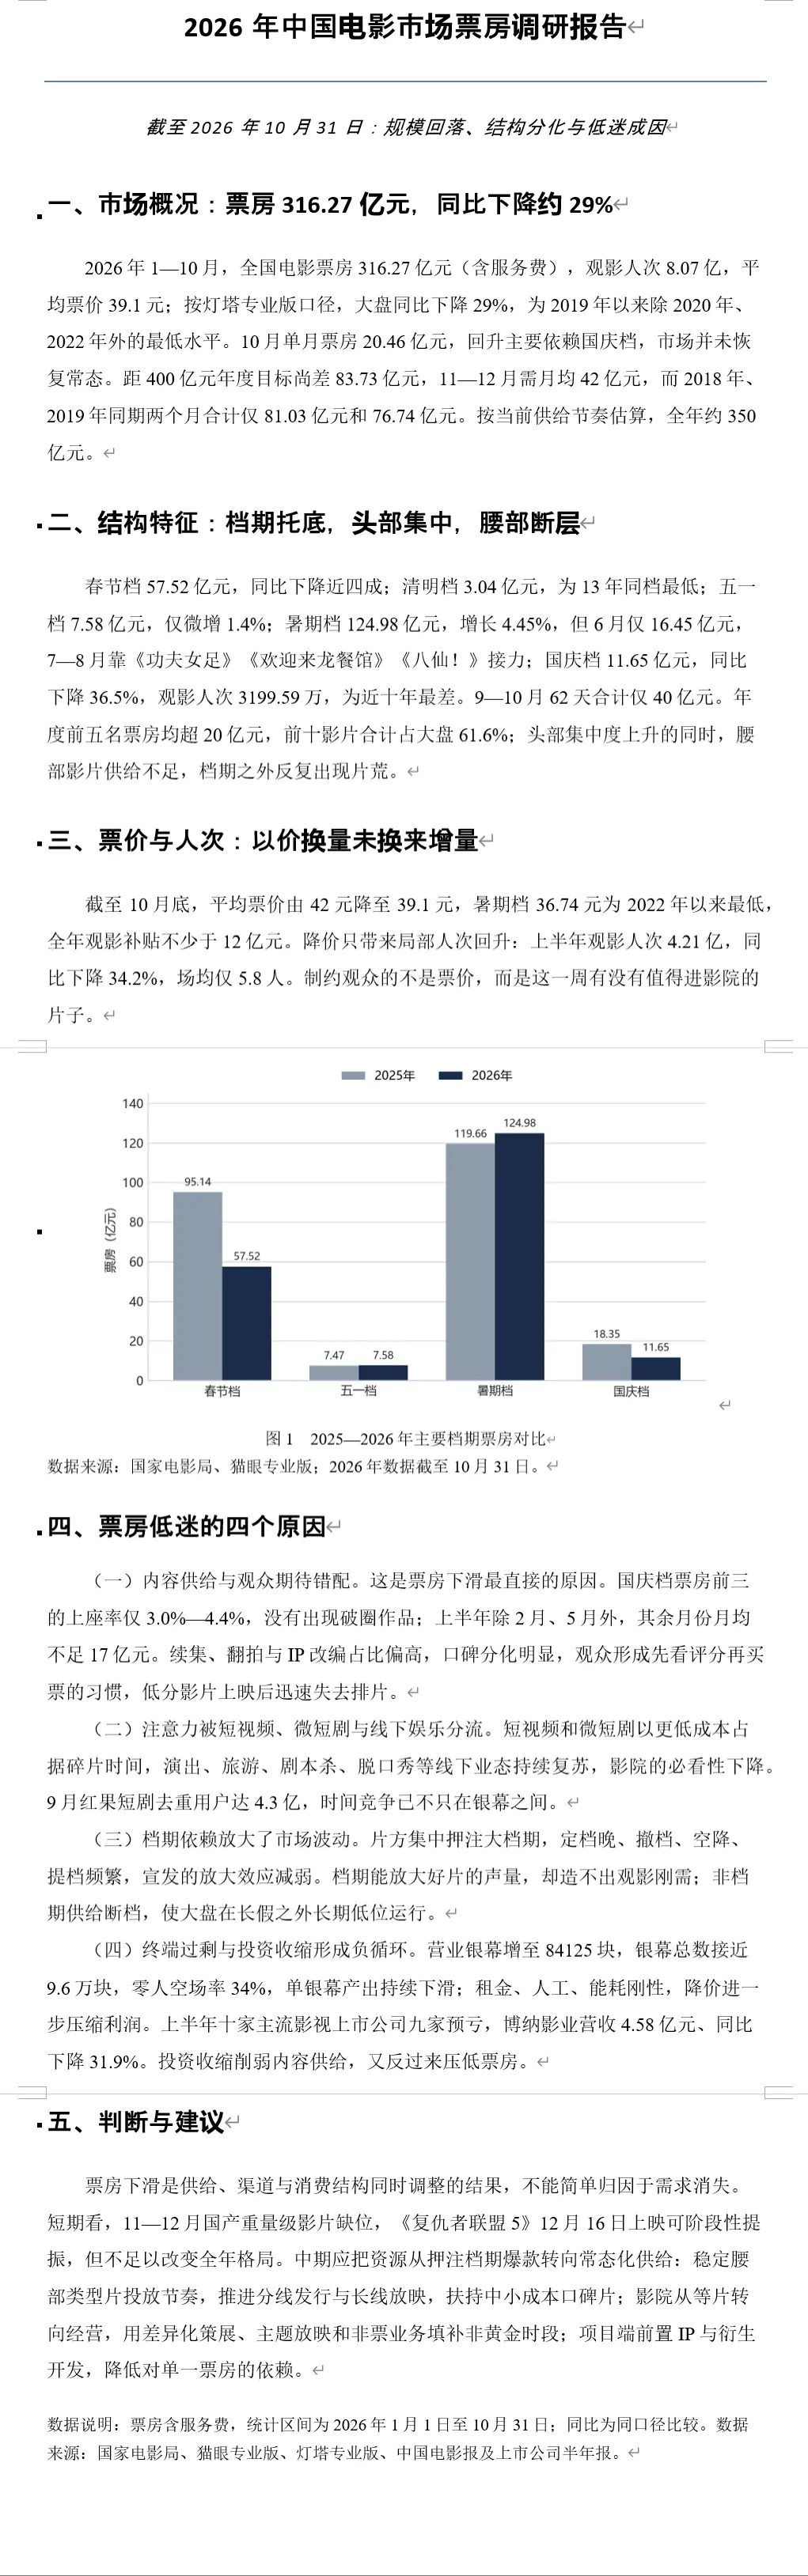 2026 年中国电影市场票房调研报告
截至 2026 年 10 月 31 日：规模回落、结构分化与低迷成因
一、市场概况：票房 316.27 亿元，同比下降约 29%
2026 年 1—10 月，全国电影票房 316.27 亿元（含服务费），观影人次 8.07 亿，平
均票价 39.1 元；按灯塔专业版口径，大盘同比下降 29%，为 2019 年以来除 2020 年、
2022 年外的最低水平。10 月单月票房 20.46 亿元，回升主要依赖国庆档，市场并未恢
复常态。距 400 亿元年度目标尚差 83.73 亿元，11—12 月需月均 42 亿元，而 2018 年、
2019 年同期两个月合计仅 81.03 亿元和 76.74 亿元。按当前供给节奏估算，全年约 350
亿元。
二、结构特征：档期托底，头部集中，腰部断层
春节档 57.52 亿元，同比下降近四成；清明档 3.04 亿元，为 13 年同档最低；五一
档 7.58 亿元，仅微增 1.4%；暑期档 124.98 亿元，增长 4.45%，但 6 月仅 16.45 亿元，
7—8 月靠《功夫女足》《欢迎来龙餐馆》《八仙！》接力；国庆档 11.65 亿元，同比
下降 36.5%，观影人次 3199.59 万，为近十年最差。9—10 月 62 天合计仅 40 亿元。年
度前五名票房均超 20 亿元，前十影片合计占大盘 61.6%；头部集中度上升的同时，腰
部影片供给不足，档期之外反复出现片荒。
三、票价与人次：以价换量未换来增量
截至 10 月底，平均票价由 42 元降至 39.1 元，暑期档 36.74 元为 2022 年以来最低，
全年观影补贴不少于 12 亿元。降价只带来局部人次回升：上半年观影人次 4.21 亿，同
比下降 34.2%，场均仅 5.8 人。制约观众的不是票价，而是这一周有没有值得进影院的
片子。
2025年 2026年
140
120
100
80
60
40
20
0
票房（亿元）
95.14
57.52
7.47
7.58
119.66
124.98
18.35
11.65
春节档 五一档 暑期档 国庆档
图 1 2025—2026 年主要档期票房对比
数据来源：国家电影局、猫眼专业版；2026 年数据截至 10 月 31 日。
四、票房低迷的四个原因
（一）内容供给与观众期待错配。这是票房下滑最直接的原因。国庆档票房前三
的上座率仅 3.0%—4.4%，没有出现破圈作品；上半年除 2 月、5 月外，其余月份月均
不足 17 亿元。续集、翻拍与 IP 改编占比偏高，口碑分化明显，观众形成先看评分再买
票的习惯，低分影片上映后迅速失去排片。
（二）注意力被短视频、微短剧与线下娱乐分流。短视频和微短剧以更低成本占
据碎片时间，演出、旅游、剧本杀、脱口秀等线下业态持续复苏，影院的必看性下降。
9 月红果短剧去重用户达 4.3 亿，时间竞争已不只在银幕之间。
（三）档期依赖放大了市场波动。片方集中押注大档期，定档晚、撤档、空降、
提档频繁，宣发的放大效应减弱。档期能放大好片的声量，却造不出观影刚需；非档
期供给断档，使大盘在长假之外长期低位运行。
（四）终端过剩与投资收缩形成负循环。营业银幕增至 84125 块，银幕总数接近
9.6 万块，零人空场率 34%，单银幕产出持续下滑；租金、人工、能耗刚性，降价进一
步压缩利润。上半年十家主流影视上市公司九家预亏，博纳影业营收 4.58 亿元、同比
下降 31.9%。投资收缩削弱内容供给，又反过来压低票房。
五、判断与建议
票房下滑是供给、渠道与消费结构同时调整的结果，不能简单归因于需求消失。
短期看，11—12 月国产重量级影片缺位，《复仇者联盟 5》12 月 16 日上映可阶段性提
振，但不足以改变全年格局。中期应把资源从押注档期爆款转向常态化供给：稳定腰
部类型片投放节奏，推进分线发行与长线放映，扶持中小成本口碑片；影院从等片转
向经营，用差异化策展、主题放映和非票业务填补非黄金时段；项目端前置 IP 与衍生
开发，降低对单一票房的依赖。
数据说明：票房含服务费，统计区间为 2026 年 1 月 1 日至 10 月 31 日；同比为同口径比较。数据
来源：国家电影局、猫眼专业版、灯塔专业版、中国电影报及上市公司半年报。